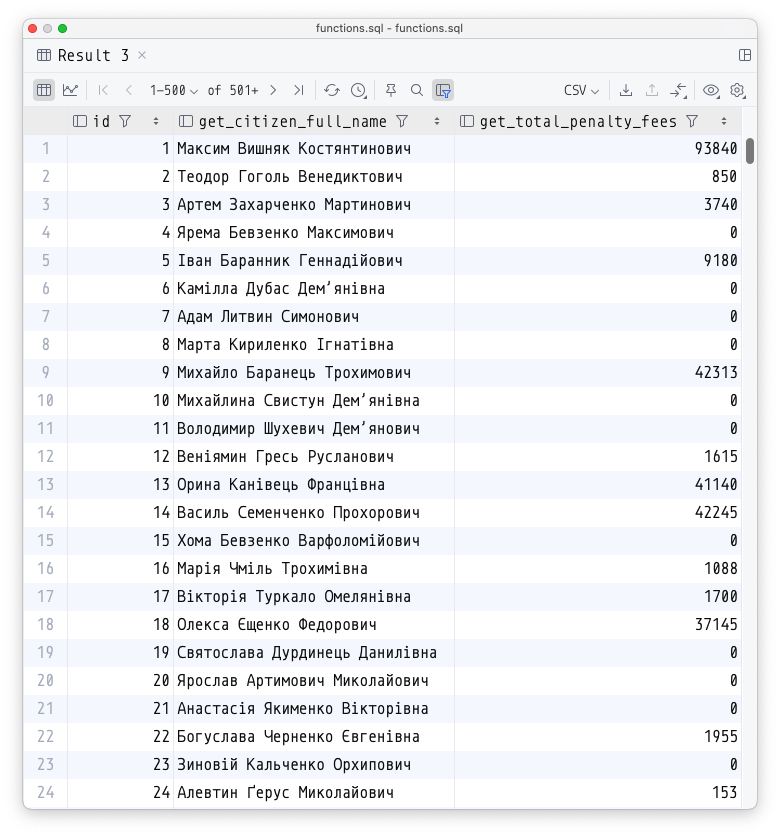 functions.sql - functions.sql
Result 3 ×
1–500 of 501+ CSV
id get_citizen_full_name get_total_penalty_fees
1 1 Максим Вишняк Костянтинович 93840
2 2 Теодор Гоголь Венедиктович 850
3 3 Артем Захарченко Мартинович 3740
4 4 Ярема Бевзенко Максимович 0
5 5 Іван Баранник Геннадійович 9180
6 6 Камілла Дубас Дем’янівна 0
7 7 Адам Литвин Симонович 0
8 8 Марта Кириленко Ігнатівна 0
9 9 Михайло Баранець Трохимович 42313
10 10 Михайлина Свистун Дем’янівна 0
11 11 Володимир Шухевич Дем’янович 0
12 12 Веніямин Гресь Русланович 1615
13 13 Орина Канівець Францівна 41140
14 14 Василь Семенченко Прохорович 42245
15 15 Хома Бевзенко Варфоломійович 0
16 16 Марія Чміль Трохимівна 1088
17 17 Вікторія Туркало Омелянівна 1700
18 18 Олекса Єщенко Федорович 37145
19 19 Святослава Дурдинець Данилівна 0
20 20 Ярослав Артимович Миколайович 0
21 21 Анастасія Якименко Вікторівна 0
22 22 Богуслава Черненко Євгенівна 1955
23 23 Зиновій Кальченко Орхипович 0
24 24 Алевтин Ґерус Миколайович 153